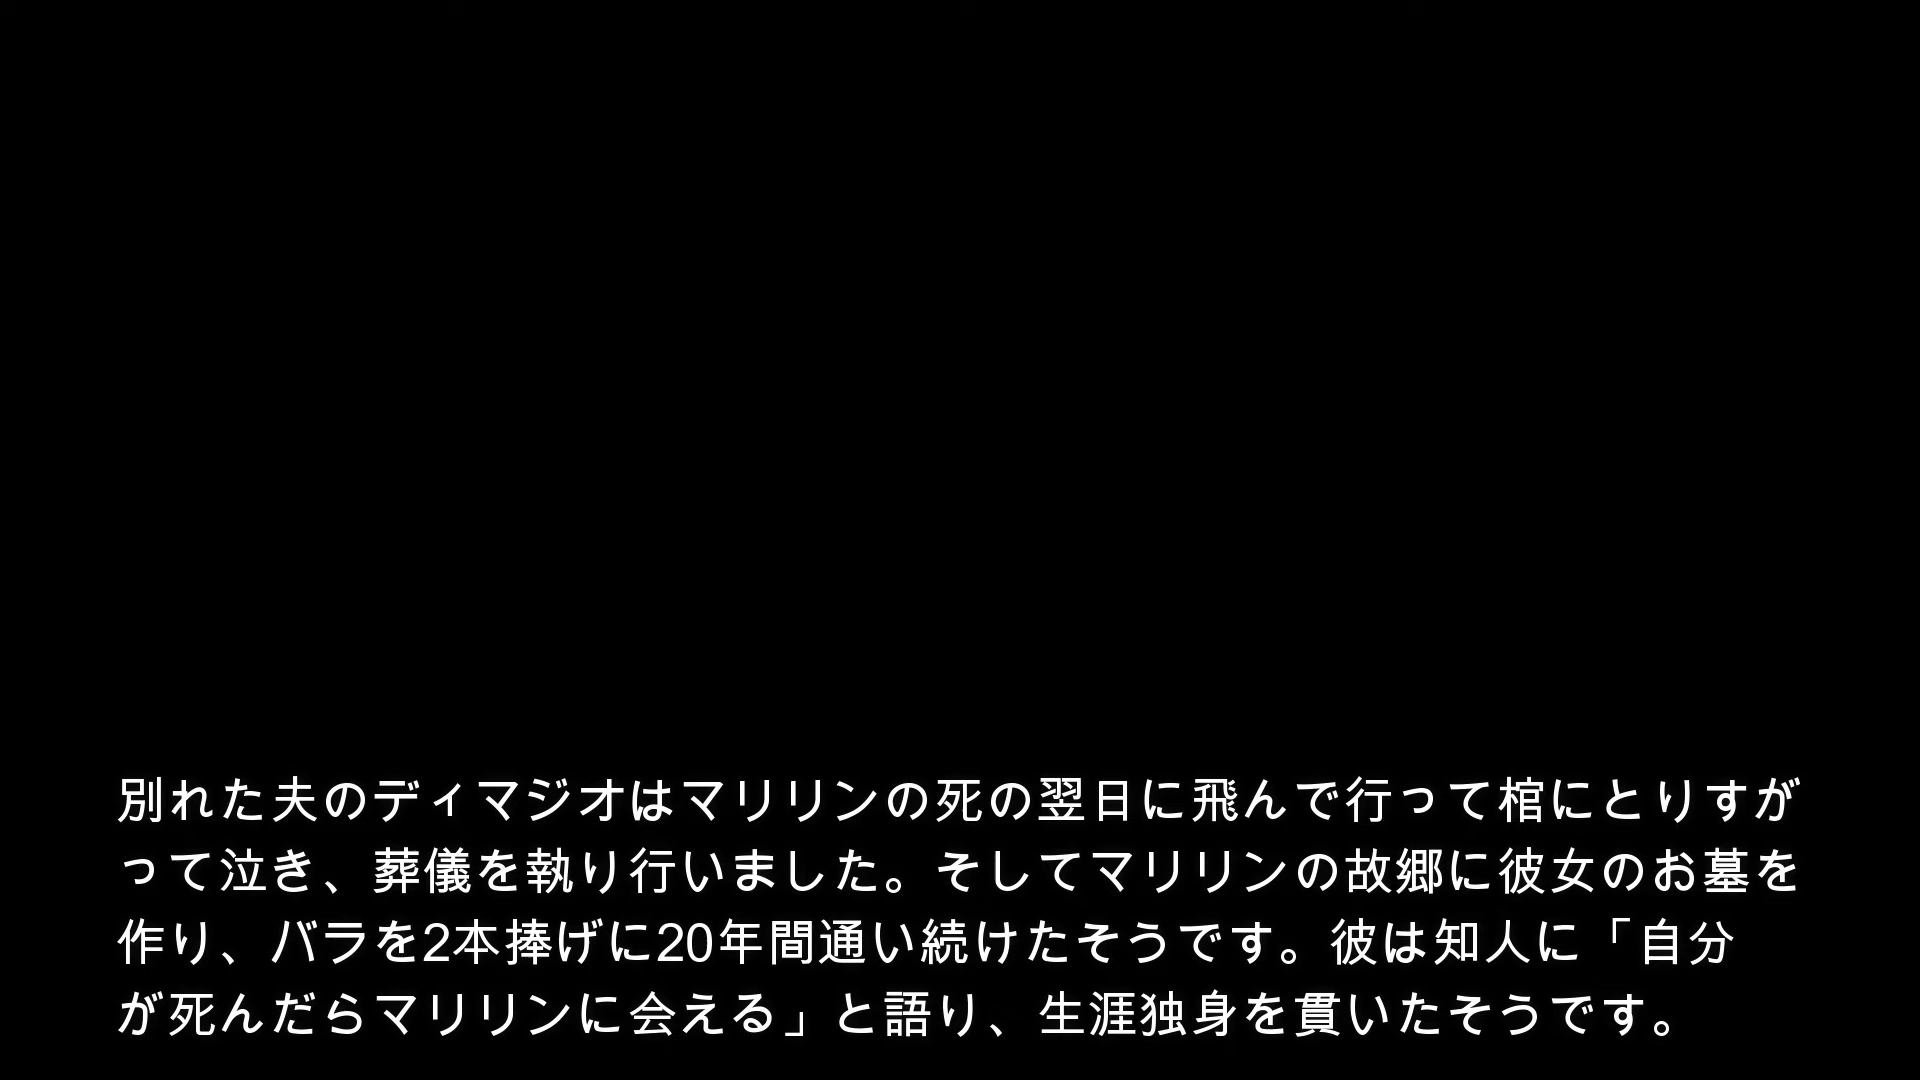 別れた夫のディマジオはマリリンの死の翌日に飛んで行って棺にとりすが
って泣き、葬儀を執り行いました。そしてマリリンの故郷に彼女のお墓を
作り、バラを2本捧げに20年間通い続けたそうです。彼は知人に「自分
が死んだらマリリンに会える」と語り、生涯独身を貫いたそうです。